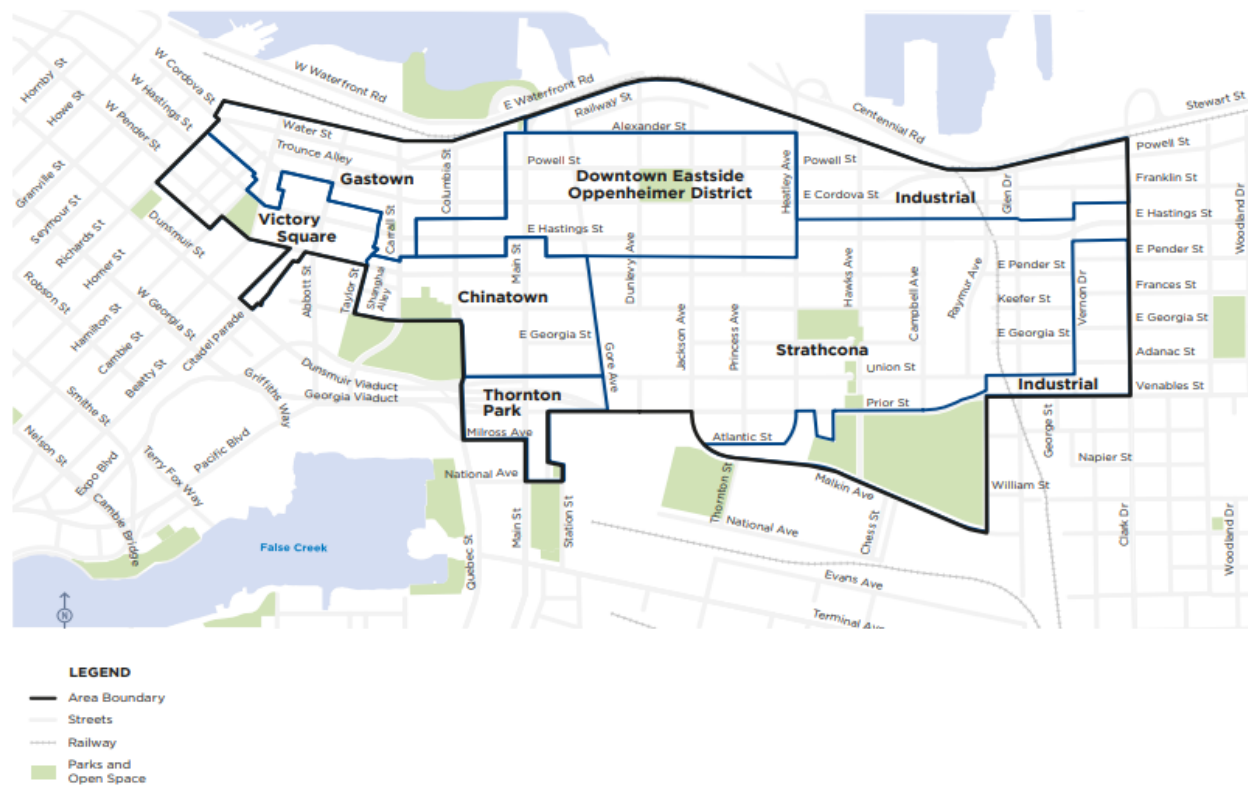 W Cordova St
W Hastings St
W Pender St
Hornby St
Howe St
Granville St
Seymour St
Richards St
Homer St
Robson St
Hamilton St
Cambie St
Beatty St
Smithe St
Nelson St
Expo Blvd
Terry Fox Way
Pacific Blvd
Cambie Bridge
Griffiths Way
Citadel Parade
W Georgia St
Dunsmuir St
W Waterfront Rd
E Waterfront Rd
Railway St
Alexander St
Centennial Rd
Stewart St
Water St
Trounce Alley
Gastown
Victory
Square
Carrall St
Columbia St
Powell St
Downtown Eastside
Oppenheimer District
Heatley Ave
Powell St
E Cordova St
Industrial
Glen Dr
Powell St
Franklin St
E Hastings St
E Pender St
Frances St
E Georgia St
Adanac St
Venables St
Woodland Dr
E Hastings St
Main St
Dunlevy Ave
Abbott St
Taylor St
Shanghai
Alley
Chinatown
E Georgia St
Gore Ave
Jackson Ave
Princess Ave
Hawks Ave
Campbell Ave
Raymur Ave
E Pender St
Keefer St
E Georgia St
Vernon Dr
Strathcona
Union St
Prior St
Industrial
Dunsmuir Viaduct
Georgia Viaduct
Thornton
Park
Milross Ave
National Ave
Atlantic St
Malkin Ave
Thornton St
National Ave
Chess St
George St
Napier St
William St
Clark Dr
Woodland Dr
Quebec St
Main St
Station St
Evans Ave
Terminal Ave
False Creek
N
LEGEND
Area Boundary
Streets
Railway
Parks and
Open Space